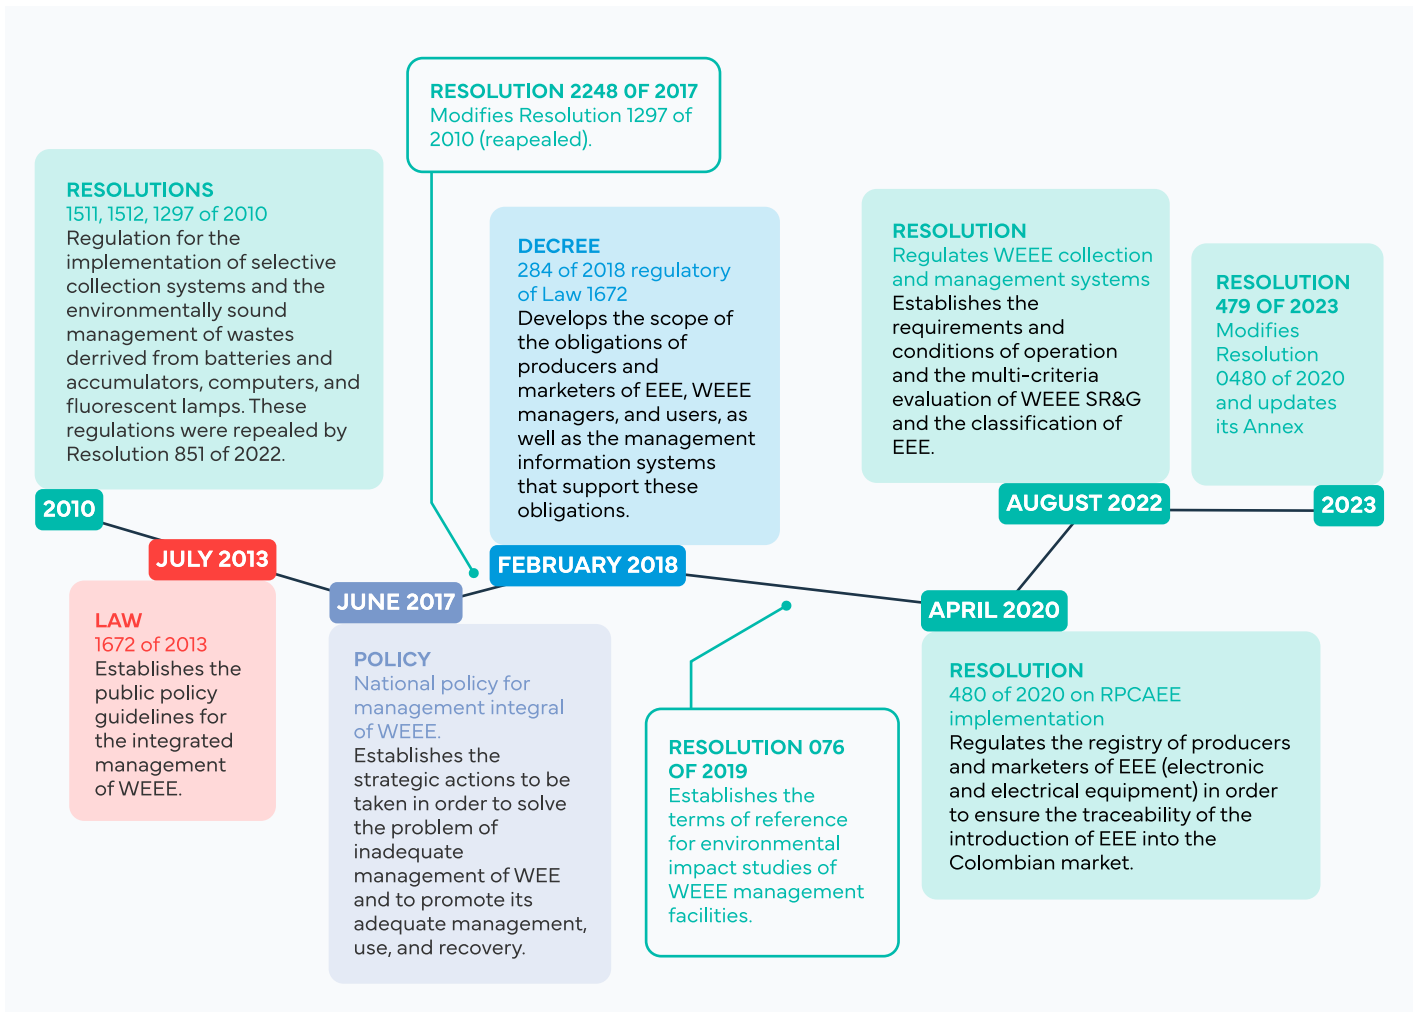 RESOLUTION 2248 0F 2017
Modifies Resolution 1297 of
2010 (reapealed).
RESOLUTIONS
1511, 1512, 1297 of 2010
Regulation for the
implementation of selective
collection systems and the
environmentally sound
management of wastes
derrived from batteries and
accumulators, computers, and
fluorescent lamps. These
regulations were repealed by
Resolution 851 of 2022.
2010
JULY 2013
LAW
1672 of 2013
Establishes the
public policy
guidelines for
the integrated
management
of WEEE.
JUNE 2017
POLICY
National policy for
management integral
of WEEE.
Establishes the
strategic actions to be
taken in order to solve
the problem of
inadequate
management of WEE
and to promote its
adequate management,
use, and recovery.
DECREE
284 of 2018 regulatory
of Law 1672
Develops the scope of
the obligations of
producers and
marketers of EEE, WEEE
managers, and users, as
well as the management
information systems
that support these
obligations.
FEBRUARY 2018
RESOLUTION 076
OF 2019
Establishes the
terms of reference
for environmental
impact studies of
WEEE management
facilities.
APRIL 2020
RESOLUTION
480 of 2020 on RPCAEE
implementation
Regulates the registry of producers
and marketers of EEE (electronic
and electrical equipment) in order
to ensure the traceability of the
introduction of EEE into the
Colombian market.
RESOLUTION
Regulates WEEE collection
and management systems
Establishes the
requirements and
conditions of operation
and the multi-criteria
evaluation of WEEE SR&G
and the classification of
EEE.
AUGUST 2022
RESOLUTION
479 OF 2023
Modifies
Resolution
0480 of 2020
and updates
its Annex
2023